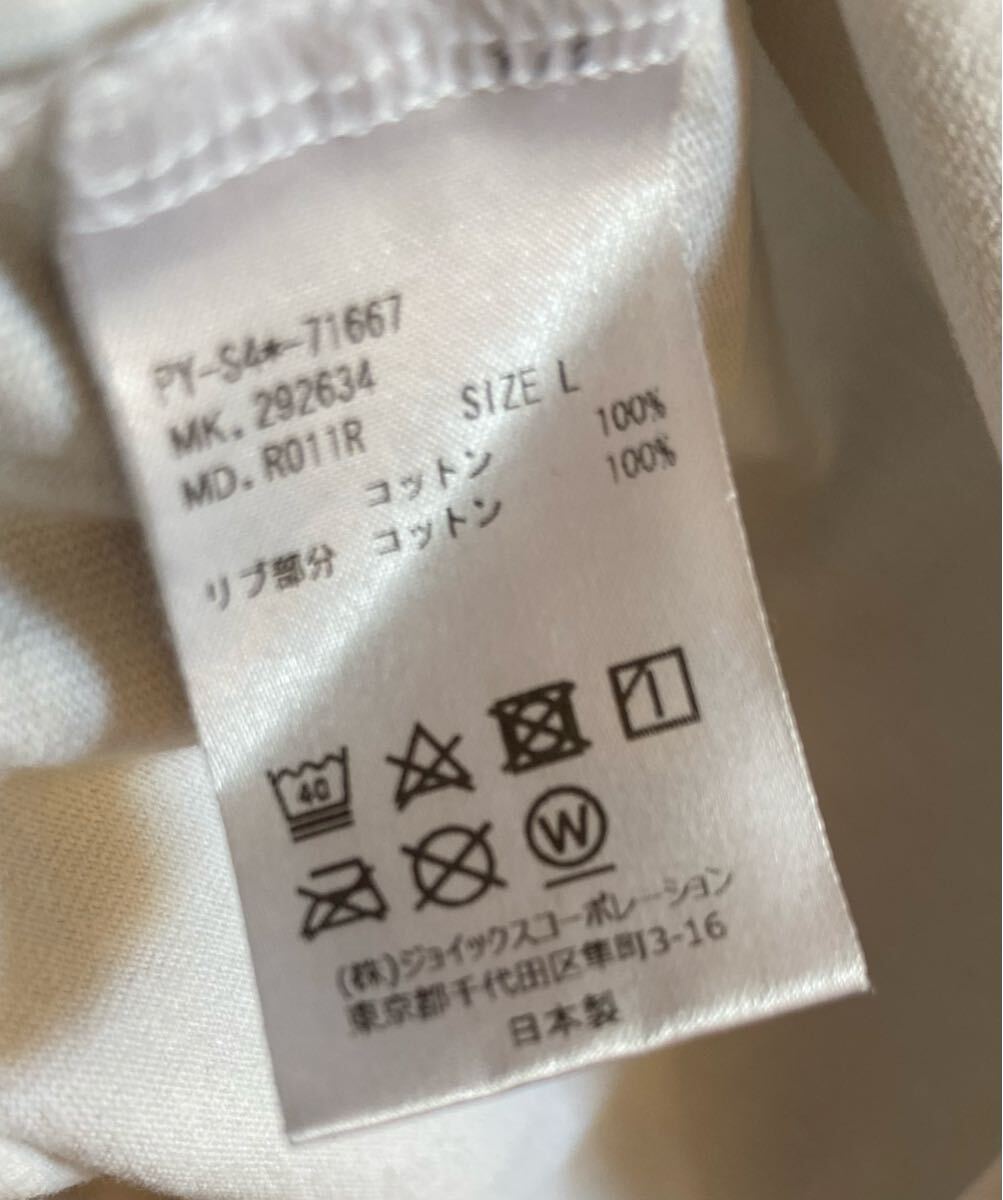 PY-S4*-71667
MK.292634
MD.R011R SIZE L
コットン 100%
リブ部分 コットン 100%
40
W
(株)ジョイックスコーポレーション
東京都千代田区隼町3-16
日本製